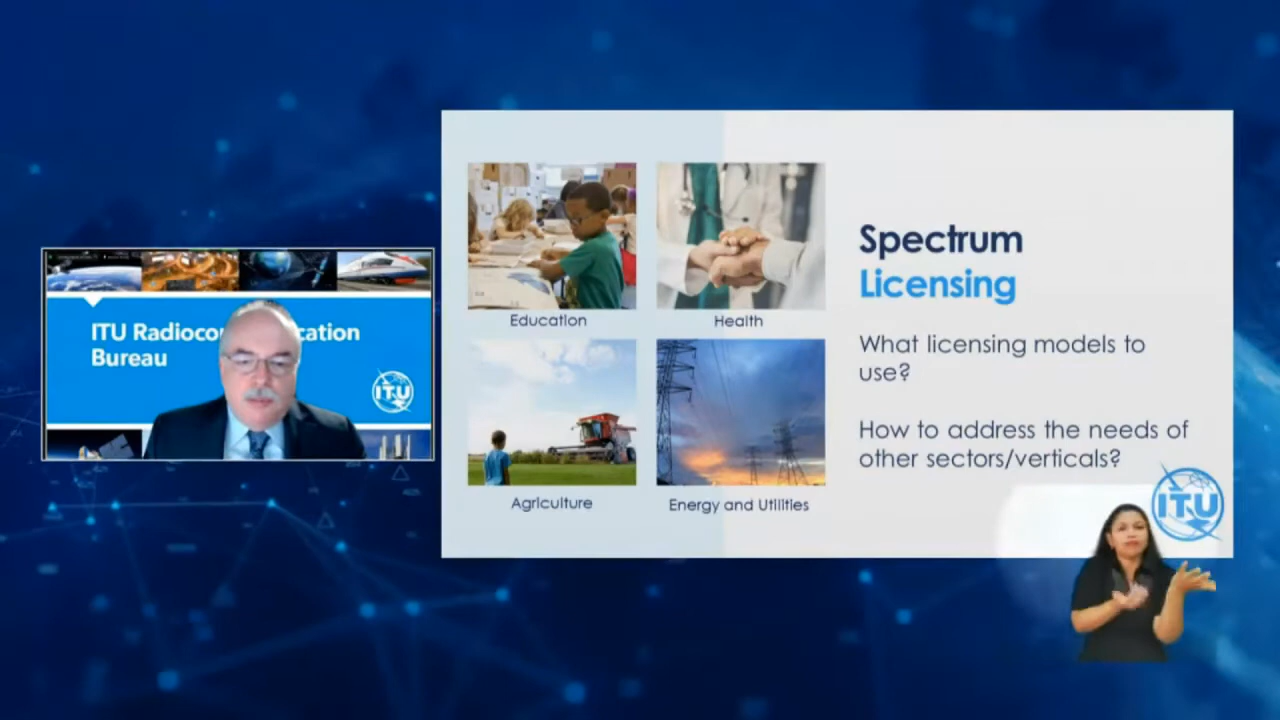 ITU Radiocor cation
Bureau
ITU
Education
Health
Agriculture
Energy and Utilities
Spectrum
Licensing
What licensing models to
use?
How to address the needs of
other sectors/verticals?
ITU